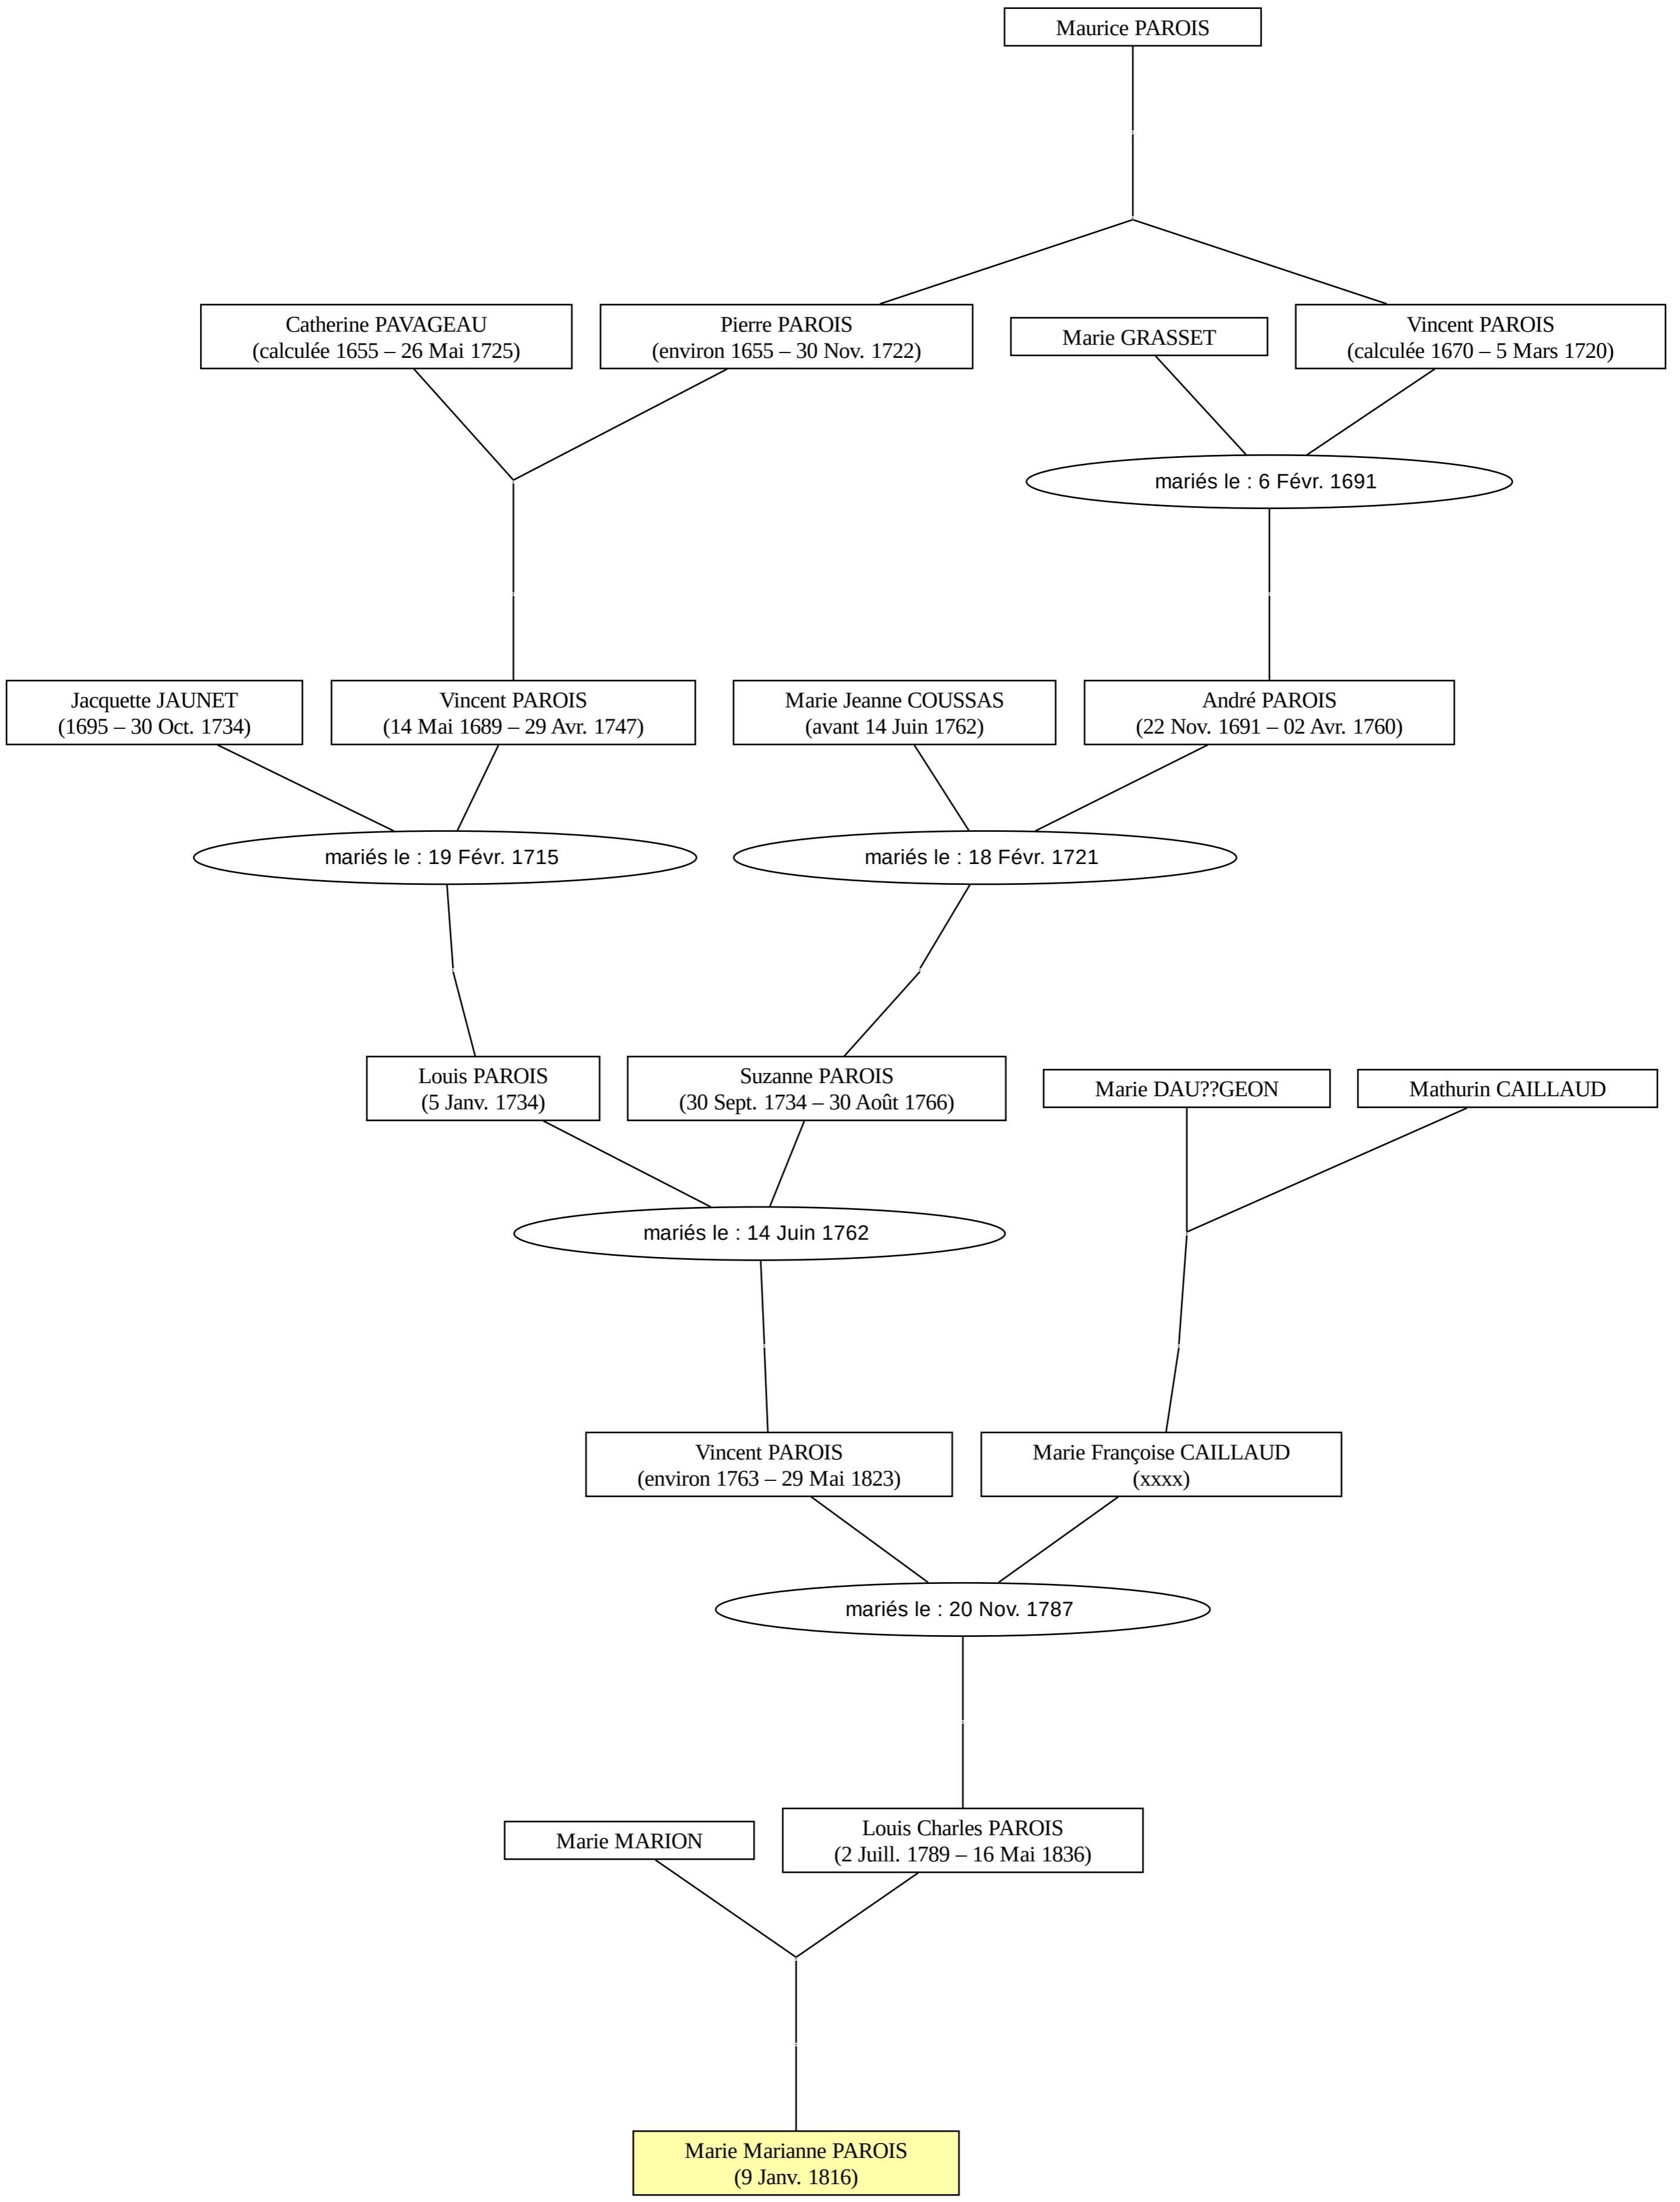 Maurice PAROIS
Catherine PAVAGEAU
(calculée 1655 – 26 Mai 1725)
Pierre PAROIS
(environ 1655 – 30 Nov. 1722)
Marie GRASSET
Vincent PAROIS
(calculée 1670 – 5 Mars 1720)
mariés le : 6 Févr. 1691
Jacquette JAUNET
(1695 – 30 Oct. 1734)
Vincent PAROIS
(14 Mai 1689 – 29 Avr. 1747)
Marie Jeanne COUSSAS
(avant 14 Juin 1762)
André PAROIS
(22 Nov. 1691 – 02 Avr. 1760)
mariés le : 19 Févr. 1715
mariés le : 18 Févr. 1721
Louis PAROIS
(5 Janv. 1734)
Suzanne PAROIS
(30 Sept. 1734 – 30 Août 1766)
Marie DAU??GEON
Mathurin CAILLAUD
mariés le : 14 Juin 1762
Vincent PAROIS
(environ 1763 – 29 Mai 1823)
Marie Françoise CAILLAUD
(xxxx)
mariés le : 20 Nov. 1787
Marie MARION
Louis Charles PAROIS
(2 Juill. 1789 – 16 Mai 1836)
Marie Marianne PAROIS
(9 Janv. 1816)